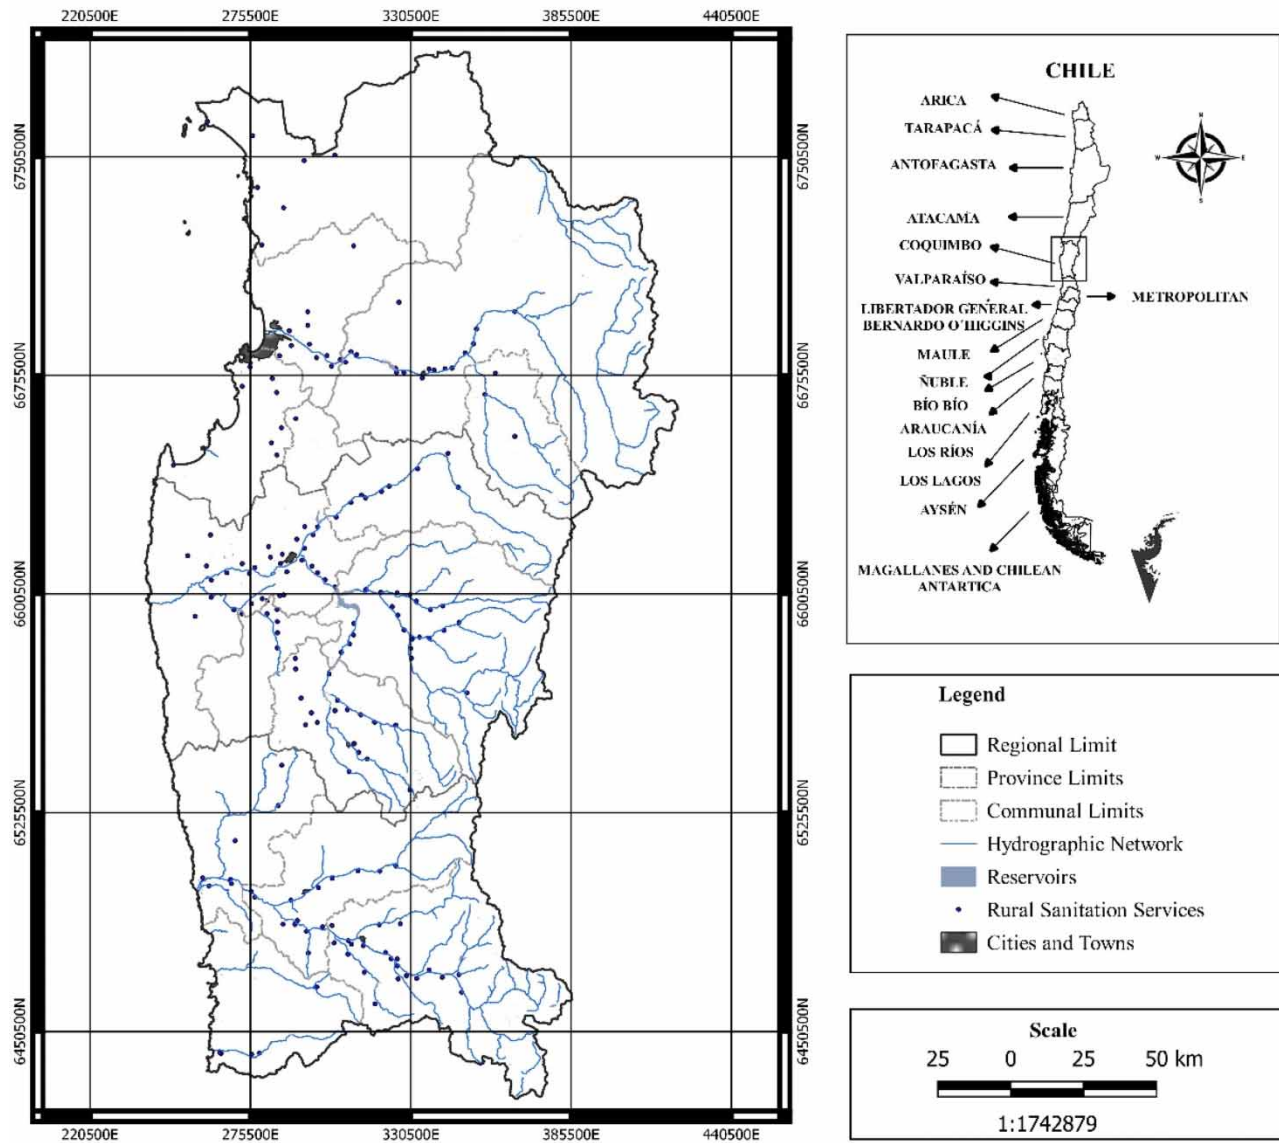 220500E 275500E 330500E 385500E 440500E
6750500N 6750500N
6675500N 6675500N
6600500N 6600500N
6525500N 6525500N
6450500N 6450500N
220500E 275500E 330500E 385500E 440500E
CHILE
ARICA
TARAPACÁ
ANTOFAGASTA
ATACAMA
COQUIMBO
VALPARAÍSO
METROPOLITAN
LIBERTADOR GENERAL
BERNARDO O´HIGGINS
MAULE
ÑUBLE
BÍO BÍO
ARAUCANÍA
LOS RÍOS
LOS LAGOS
AYSÉN
MAGALLANES AND CHILEAN
ANTARTICA
N
W E
S
Legend
Regional Limit
Province Limits
Communal Limits
Hydrographic Network
Reservoirs
Rural Sanitation Services
Cities and Towns
Scale
25 0 25 50 km
1:1742879